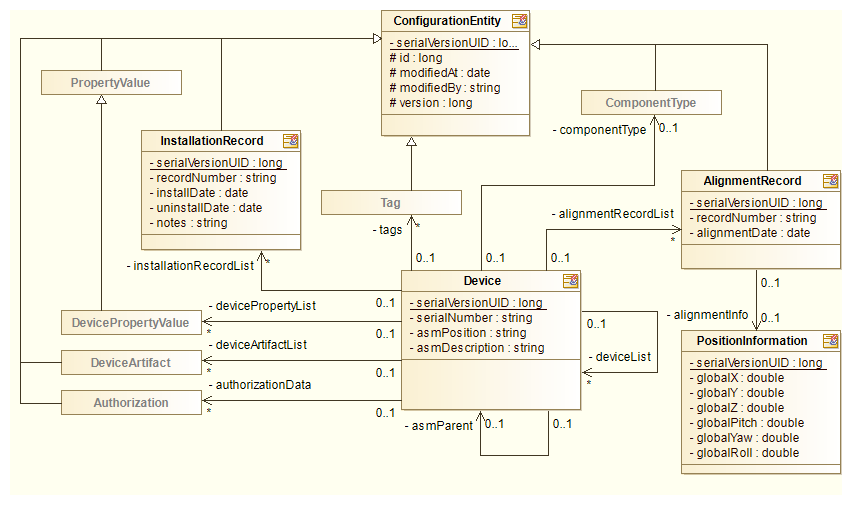 ConfigurationEntity
- serialVersionUID : lo...
# id : long
# modifiedAt : date
# modifiedBy : string
# version : long
PropertyValue
ComponentType
- componentType
0..1
InstallationRecord
- serialVersionUID : long
- recordNumber : string
- installDate : date
- uninstallDate : date
- notes : string
Tag
- tags
*
0..1
0..1
0..1
AlignmentRecord
- serialVersionUID : long
- recordNumber : string
- alignmentDate : date
- alignmentRecordList
*
- installationRecordList
*
0..1
Device
- serialVersionUID : long
- serialNumber : string
- asmPosition : string
- asmDescription : string
DevicePropertyValue
- devicePropertyList
*
0..1
DeviceArtifact
- deviceArtifactList
*
0..1
Authorization
- authorizationData
*
0..1
0..1
- deviceList
*
- asmParent
0..1
0..1
0..1
- alignmentInfo
0..1
PositionInformation
- serialVersionUID : long
- globalX : double
- globalY : double
- globalZ : double
- globalPitch : double
- globalYaw : double
- globalRoll : double